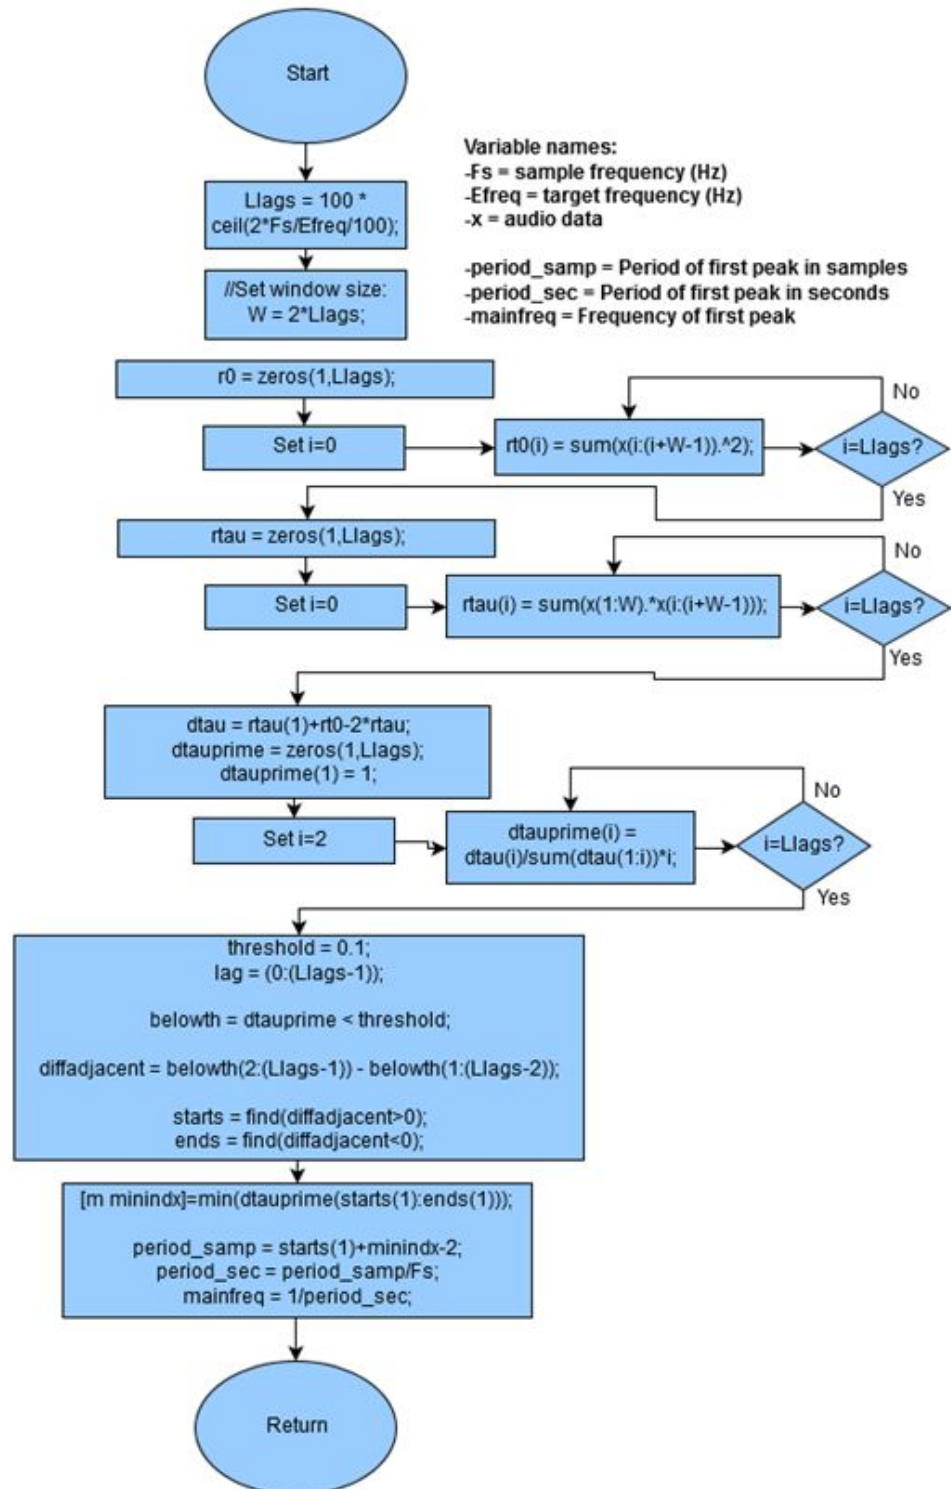 Start
Variable names:
-Fs = sample frequency (Hz)
-Efreq = target frequency (Hz)
-x = audio data
-period_samp = Period of first peak in samples
-period_sec = Period of first peak in seconds
-mainfreq = Frequency of first peak
Llags = 100 *
ceil(2*Fs/Efreq/100);
//Set window size:
W = 2*Llags;
r0 = zeros(1,Llags);
Set i=0
rt0(i) = sum(x(i:(i+W-1)).^2);
i=Llags?
No
Yes
rtau = zeros(1,Llags);
Set i=0
rtau(i) = sum(x(1:W).*x(i:(i+W-1)));
i=Llags?
No
Yes
dtau = rtau(1)+rt0-2*rtau;
dtauprime = zeros(1,Llags);
dtauprime(1) = 1;
Set i=2
dtauprime(i) =
dtau(i)/sum(dtau(1:i))*i;
i=Llags?
No
Yes
threshold = 0.1;
lag = (0:(Llags-1));
belowth = dtauprime < threshold;
diffadjacent = belowth(2:(Llags-1)) - belowth(1:(Llags-2));
starts = find(diffadjacent>0);
ends = find(diffadjacent<0);
[m minindx]=min(dtauprime(starts(1):ends(1)));
period_samp = starts(1)+minindx-2;
period_sec = period_samp/Fs;
mainfreq = 1/period_sec;
Return